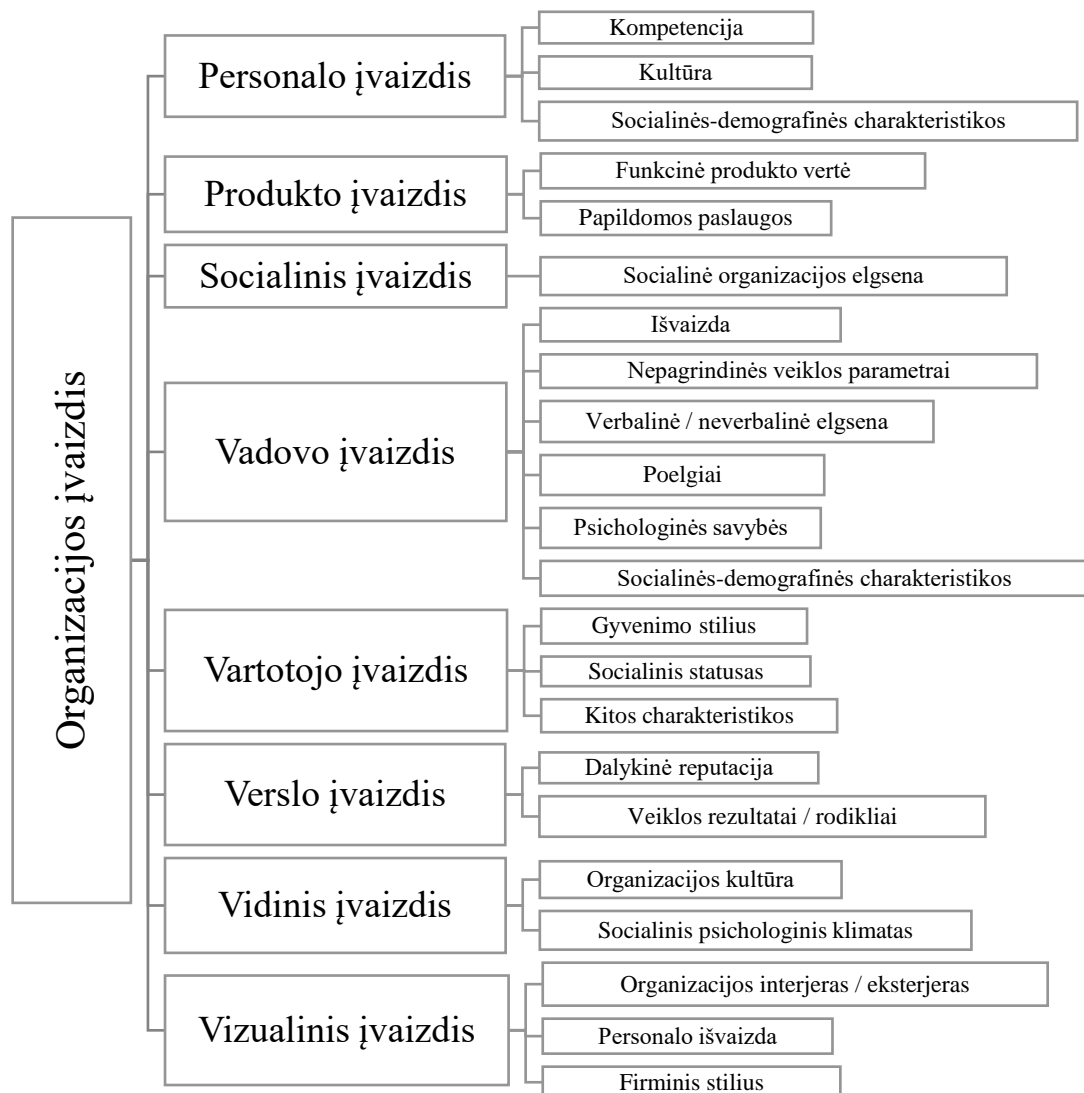 Organizacijos įvaizdis
Personalo įvaizdis
Kompetencija
Kultūra
Socialinės-demografinės charakteristikos
Produkto įvaizdis
Funkcinė produkto vertė
Papildomos paslaugos
Socialinis įvaizdis
Socialinė organizacijos elgsena
Vadovo įvaizdis
Išvaizda
Nepagrindinės veiklos parametrai
Verbalinė / neverbalinė elgsena
Poelgiai
Psichologinės savybės
Socialinės-demografinės charakteristikos
Vartotojo įvaizdis
Gyvenimo stilius
Socialinis statusas
Kitos charakteristikos
Verslo įvaizdis
Dalykinė reputacija
Veiklos rezultatai / rodikliai
Vidinis įvaizdis
Organizacijos kultūra
Socialinis psichologinis klimatas
Vizualinis įvaizdis
Organizacijos interjeras / eksterjeras
Personalo išvaizda
Firminis stilius